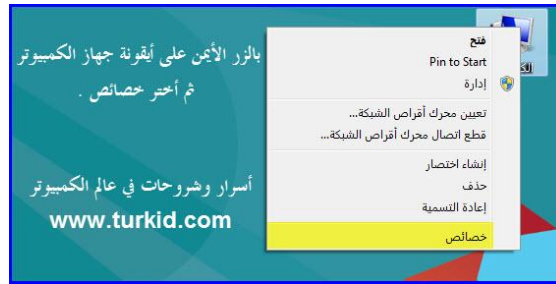 بالزر الأيمن على أيقونة جهاز الكمبيوتر
ثم أختر خصائص .
أسرار وشروحات في عالم الكمبيوتر
www.turkid.com
فتح
Pin to Start
إدارة
تعيين محرك أقراص الشبكة...
قطع اتصال محرك أقراص الشبكة...
إنشاء اختصار
حذف
إعادة التسمية
خصائص